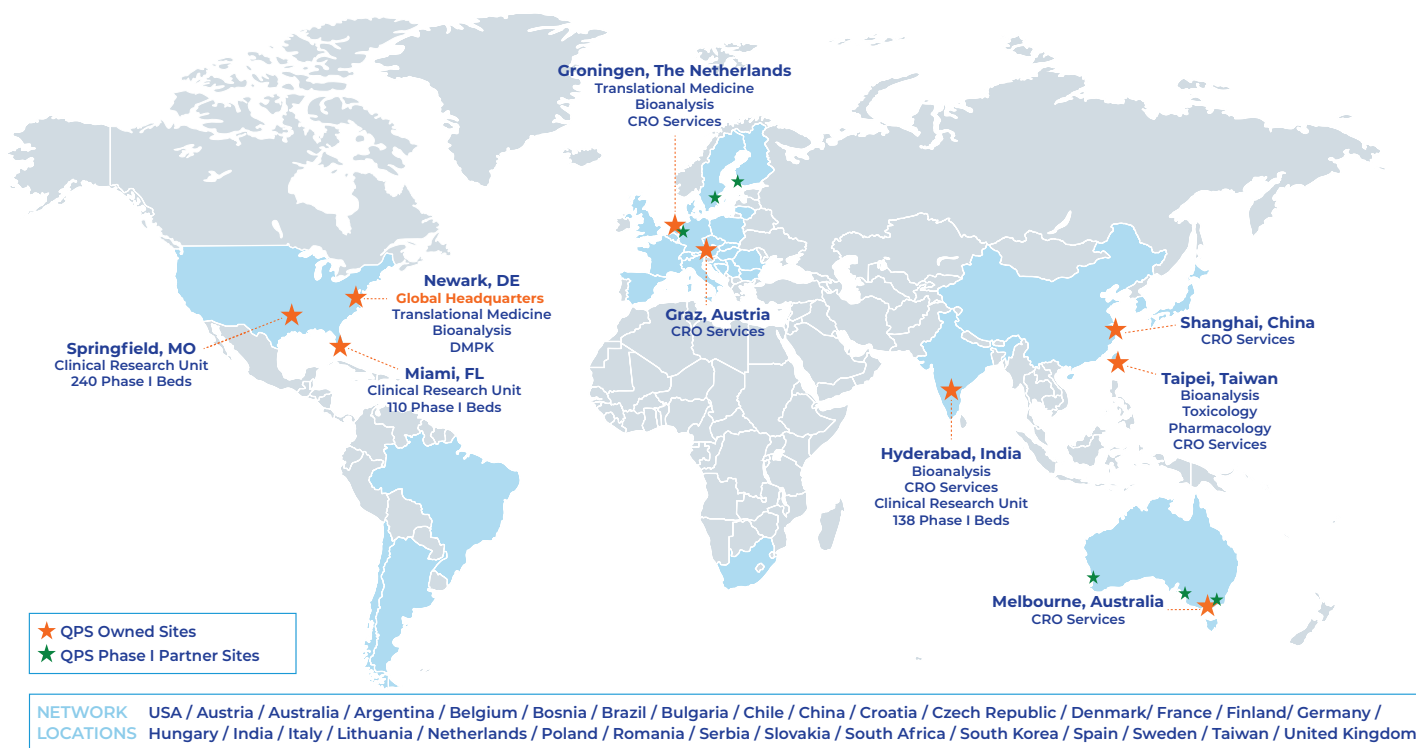 Groningen, The Netherlands
Translational Medicine
Bioanalysis
CRO Services
Newark, DE
Global Headquarters
Translational Medicine
Bioanalysis
DMPK
Springfield, MO
Clinical Research Unit
240 Phase I Beds
Miami, FL
Clinical Research Unit
110 Phase I Beds
Graz, Austria
CRO Services
Shanghai, China
CRO Services
Taipei, Taiwan
Bioanalysis
Toxicology
Pharmacology
CRO Services
Hyderabad, India
Bioanalysis
CRO Services
Clinical Research Unit
138 Phase I Beds
Melbourne, Australia
CRO Services
QPS Owned Sites
QPS Phase I Partner Sites
NETWORK LOCATIONS
USA / Austria / Australia / Argentina / Belgium / Bosnia / Brazil / Bulgaria / Chile / China / Croatia / Czech Republic / Denmark/ France / Finland/ Germany /
Hungary / India / Italy / Lithuania / Netherlands / Poland / Romania / Serbia / Slovakia / South Africa / South Korea / Spain / Sweden / Taiwan / United Kingdom